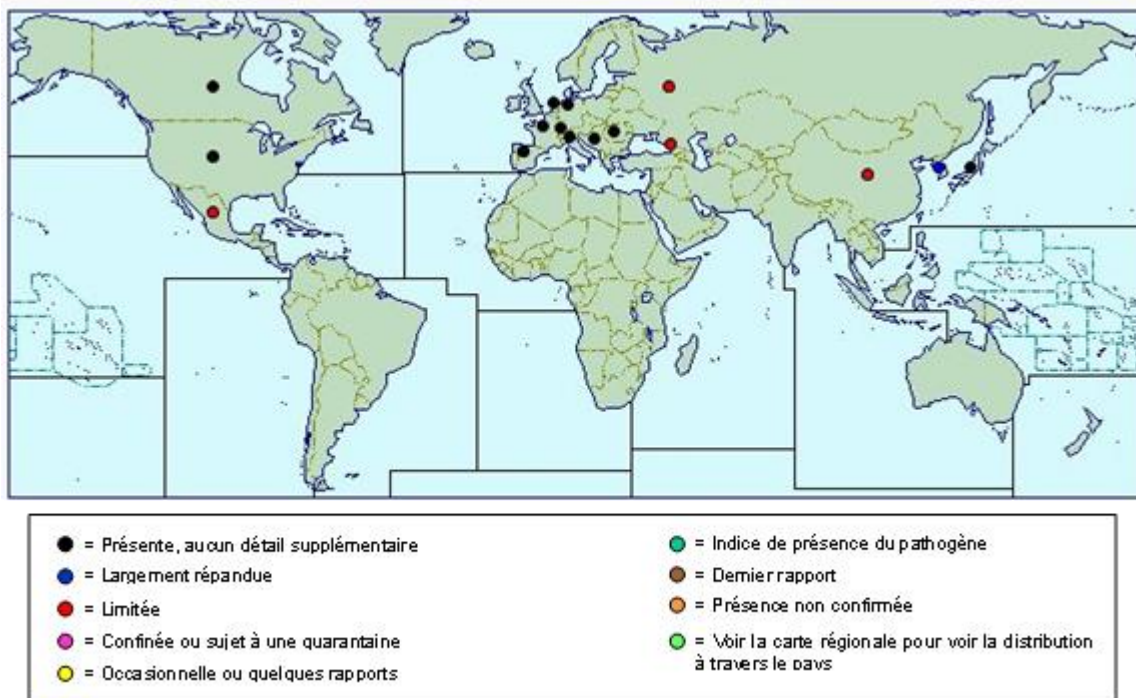 = Présente, aucun détail supplémentaire
= Largement répandue
= Limitée
= Confinée ou sujet à une quarantaine
= Occasionnelle ou quelques rapports
= Indice de présence du pathogène
= Dernier rapport
= Présence non confirmée
= Voir la carte régionale pour voir la distribution
à travers le pays